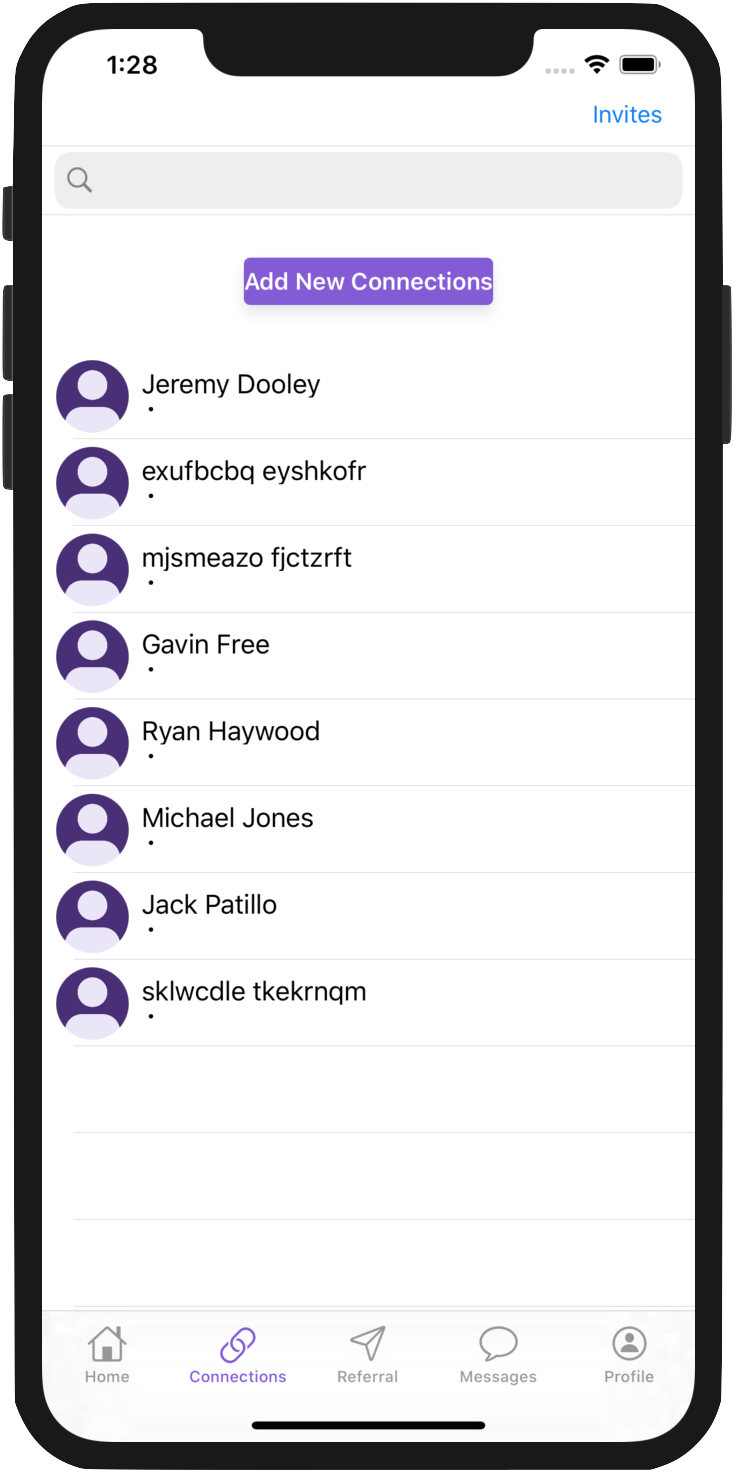 1:28
Invites
Add New Connections
Jeremy Dooley
•
exufbcbq eyshkofr
•
mjsmeazo fjctzrft
•
Gavin Free
•
Ryan Haywood
•
Michael Jones
•
Jack Patillo
•
sklwcdle tkekrnqm
•
Home Connections Referral Messages Profile